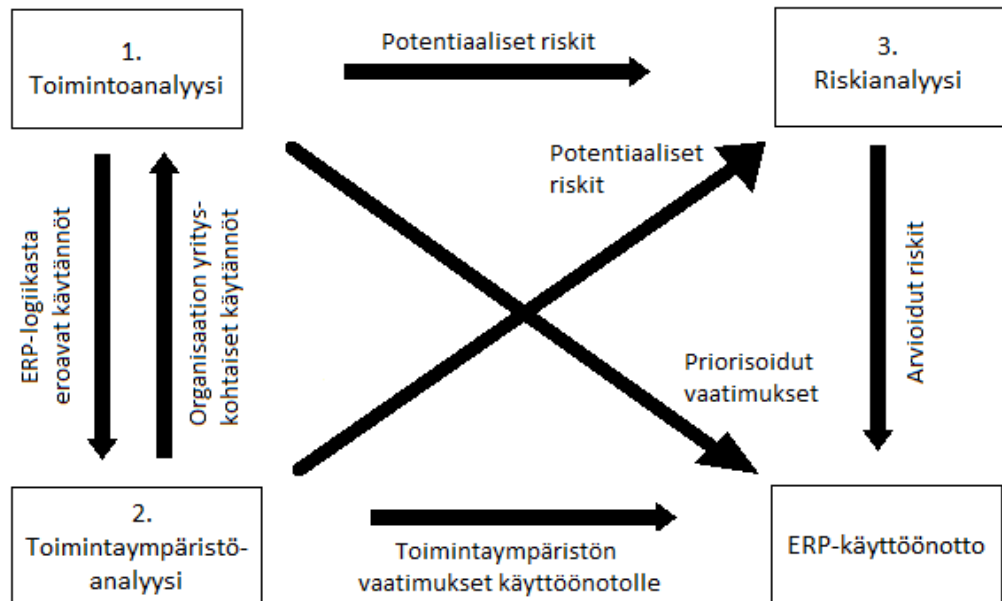 1.
Toimintoanalyysi
Potentiaaliset riskit
3.
Riskianalyysi
Potentiaaliset
riskit
ERP-logiikasta
eroavat kävtännöt
Organisaation yritys-
kohtaiset käytännöt
Arvioidut riskit
Priorisoidut
vaatimukset
2.
Toimintaympäristö-
analyysi
Toimintaympäristön
vaatimukset käyttöönotolle
ERP-käyttöönotto